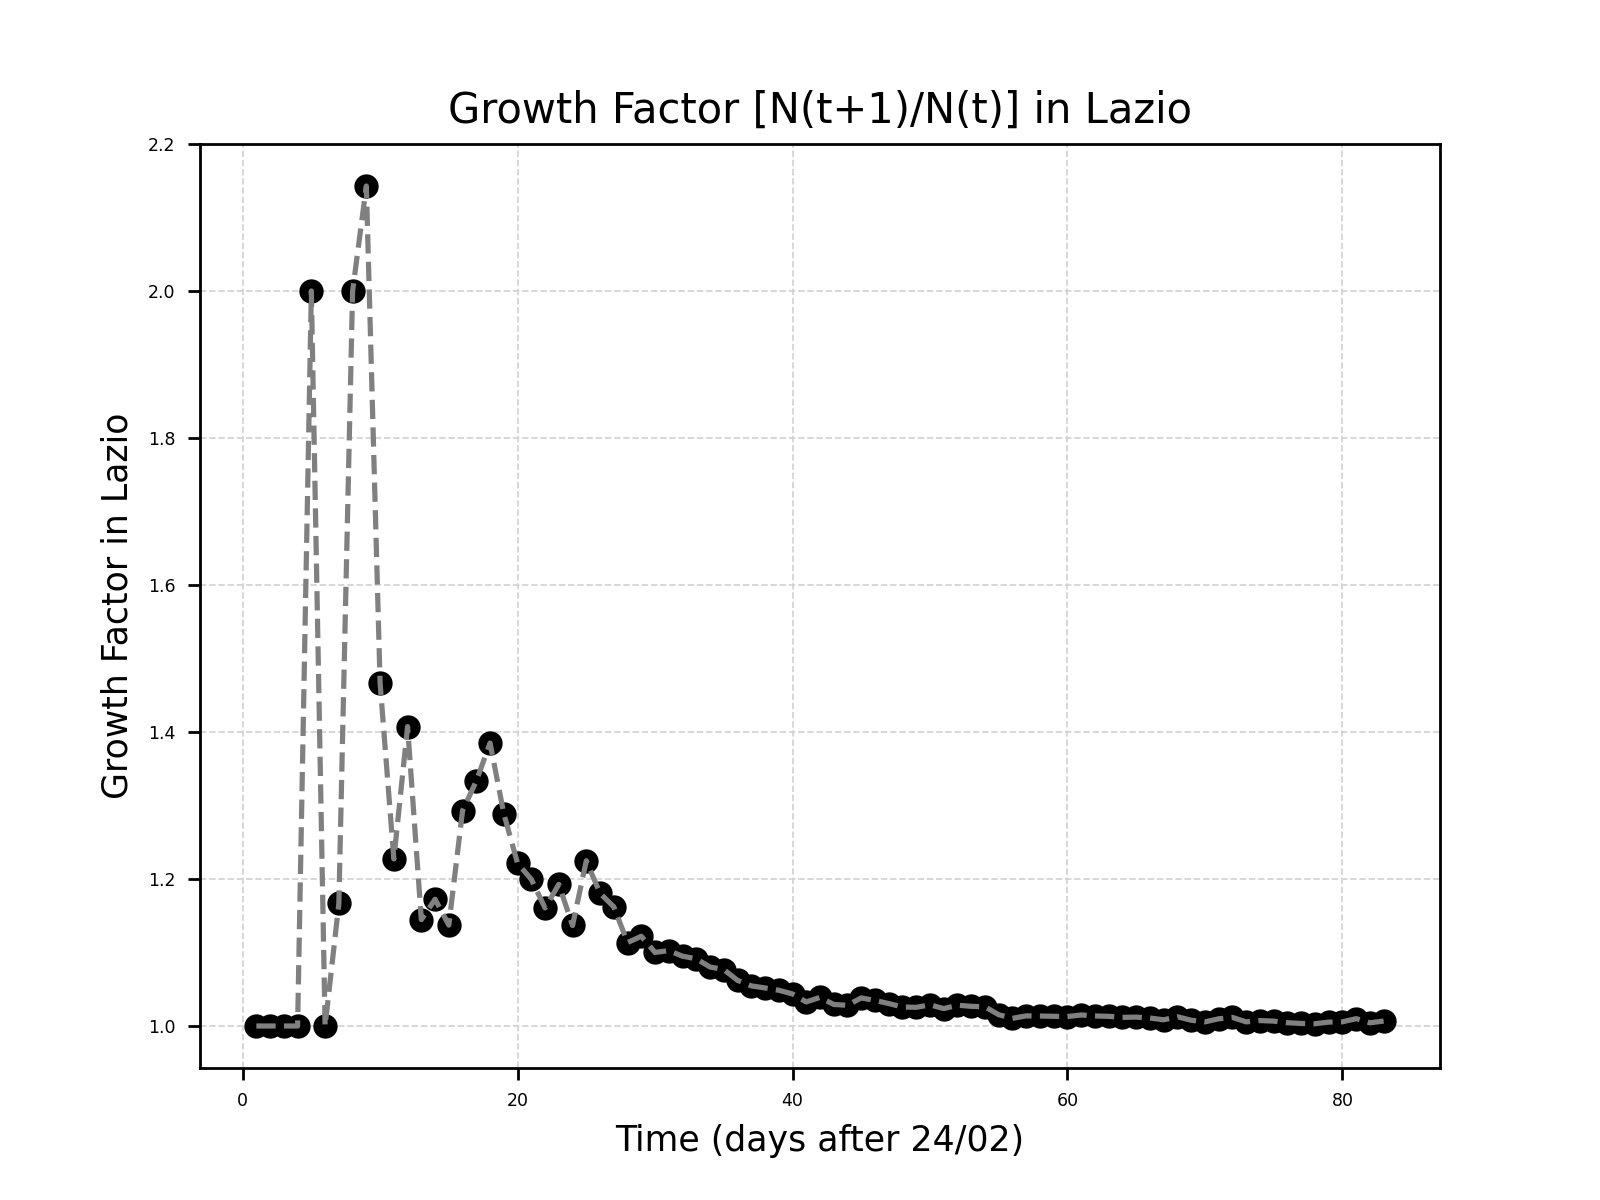 Growth Factor [N(t+1)/N(t)] in Lazio
Growth Factor in Lazio
2.2
2.0
1.8
1.6
1.4
1.2
1.0
0 20 40 60 80
Time (days after 24/02)